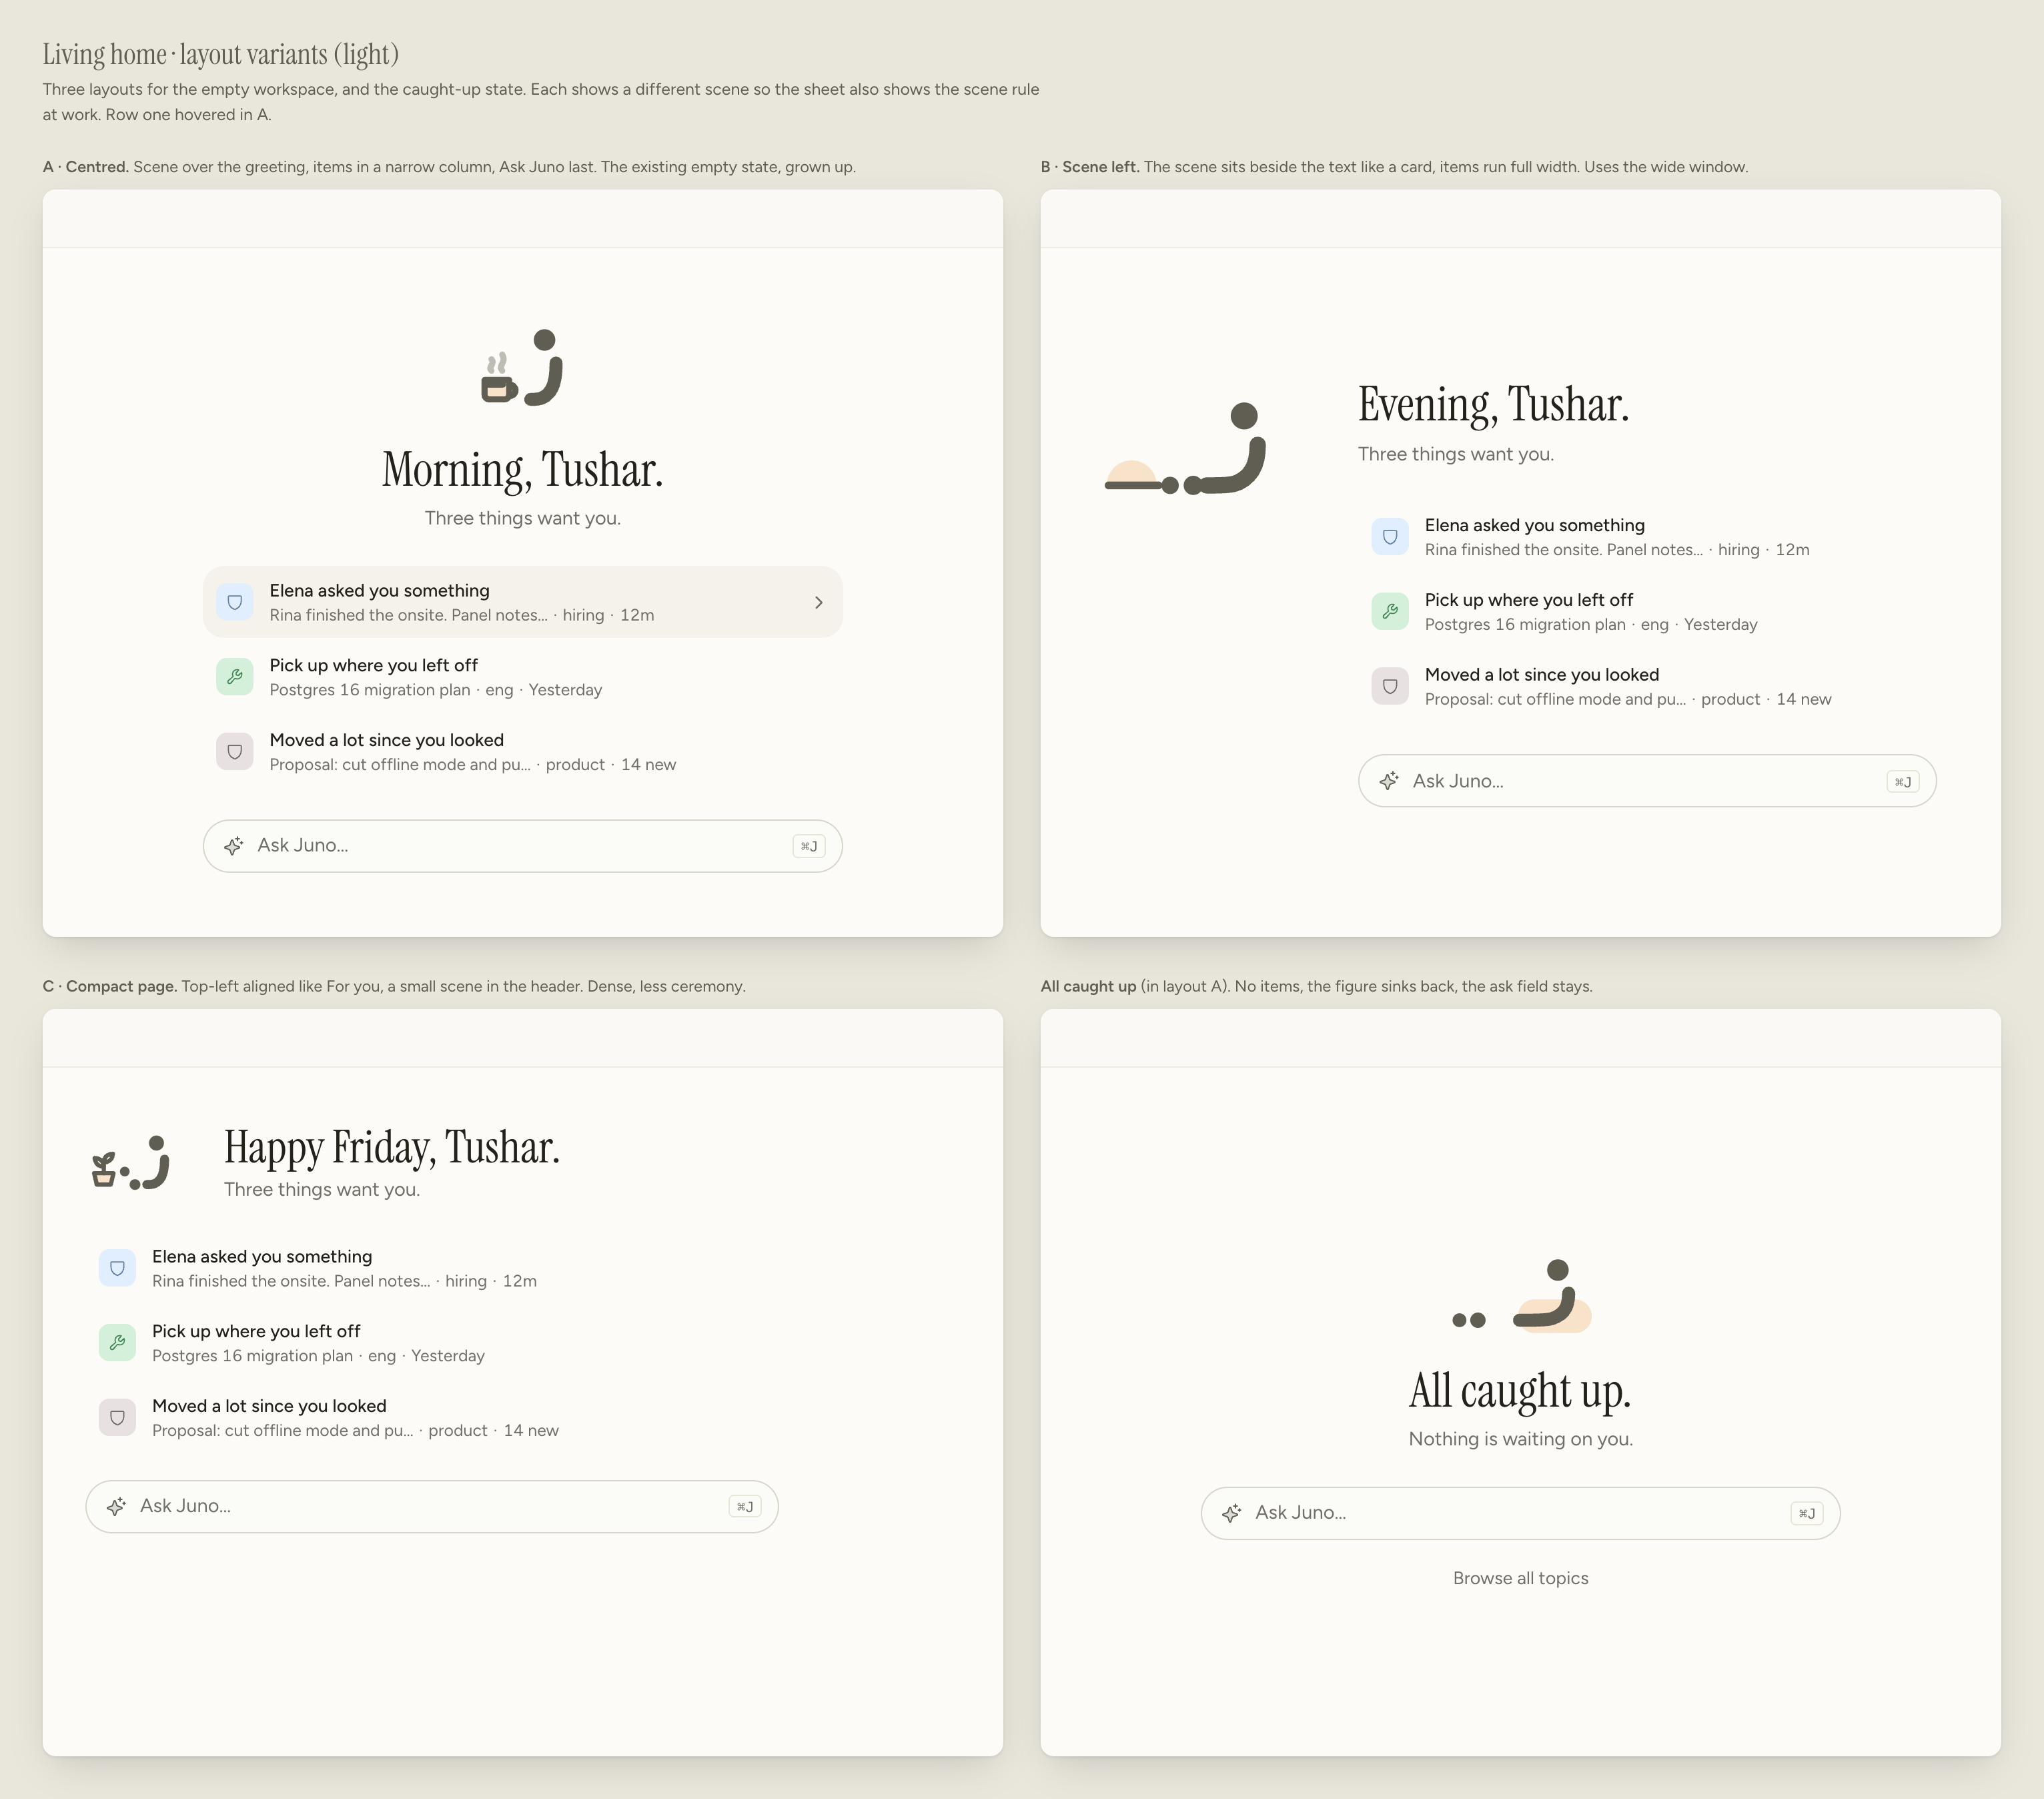 Living home · layout variants (light)
Three layouts for the empty workspace, and the caught-up state. Each shows a different scene so the sheet also shows the scene rule
at work. Row one hovered in A.
A · Centred. Scene over the greeting, items in a narrow column, Ask Juno last. The existing empty state, grown up.
Morning, Tushar.
Three things want you.
Elena asked you something
Rina finished the onsite. Panel notes... · hiring · 12m
Pick up where you left off
Postgres 16 migration plan · eng · Yesterday
Moved a lot since you looked
Proposal: cut offline mode and pu... · product · 14 new
Ask Juno...
⌘J
B · Scene left. The scene sits beside the text like a card, items run full width. Uses the wide window.
Evening, Tushar.
Three things want you.
Elena asked you something
Rina finished the onsite. Panel notes... · hiring · 12m
Pick up where you left off
Postgres 16 migration plan · eng · Yesterday
Moved a lot since you looked
Proposal: cut offline mode and pu... · product · 14 new
Ask Juno...
⌘J
C · Compact page. Top-left aligned like For you, a small scene in the header. Dense, less ceremony.
Happy Friday, Tushar.
Three things want you.
Elena asked you something
Rina finished the onsite. Panel notes... · hiring · 12m
Pick up where you left off
Postgres 16 migration plan · eng · Yesterday
Moved a lot since you looked
Proposal: cut offline mode and pu... · product · 14 new
Ask Juno...
⌘J
All caught up (in layout A). No items, the figure sinks back, the ask field stays.
All caught up.
Nothing is waiting on you.
Ask Juno...
⌘J
Browse all topics